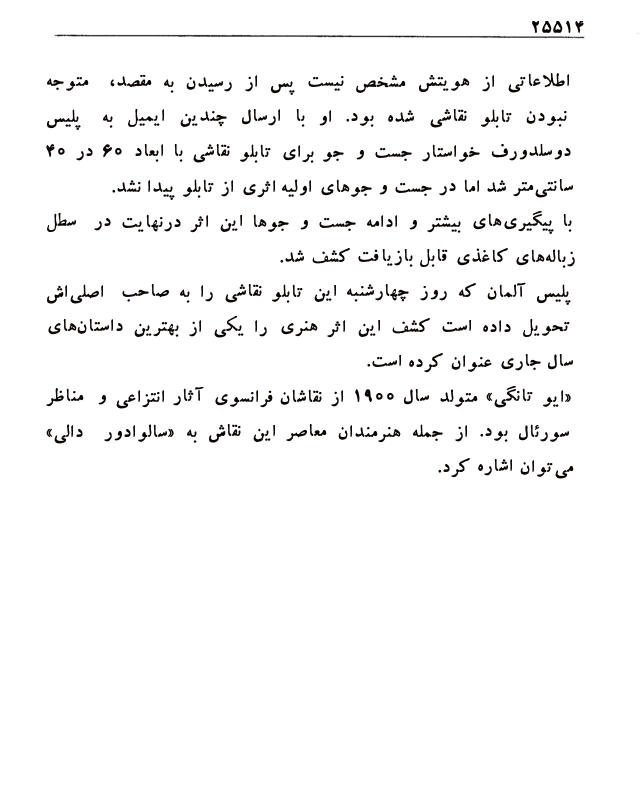 ۲۵۵۱۴
اطلاعاتی از هویتش مشخص نیست پس از رسیدن به مقصد، متوجه
نبودن تابلو نقاشی شده بود. او با ارسال چندین ایمیل به پلیس
دوسلدورف خواستار جست و جو برای تابلو نقاشی با ابعاد ۶۰ در ۴۰
سانتی‌متر شد اما در جست و جوهای اولیه اثری از تابلو پیدا نشد.
با پیگیری‌های بیشتر و ادامه جست و جوها این اثر درنهایت در سطل
زباله‌های کاغذی قابل بازیافت کشف شد.
پلیس آلمان که روز چهارشنبه این تابلو نقاشی را به صاحب اصلی‌اش
تحویل داده است کشف این اثر هنری را یکی از بهترین داستان‌های
سال جاری عنوان کرده است.
«ایو تانگی» متولد سال ۱۹۰۰ از نقاشان فرانسوی آثار انتزاعی و مناظر
سورئال بود. از جمله هنرمندان معاصر این نقاش به «سالوادور دالی»
می‌توان اشاره کرد.